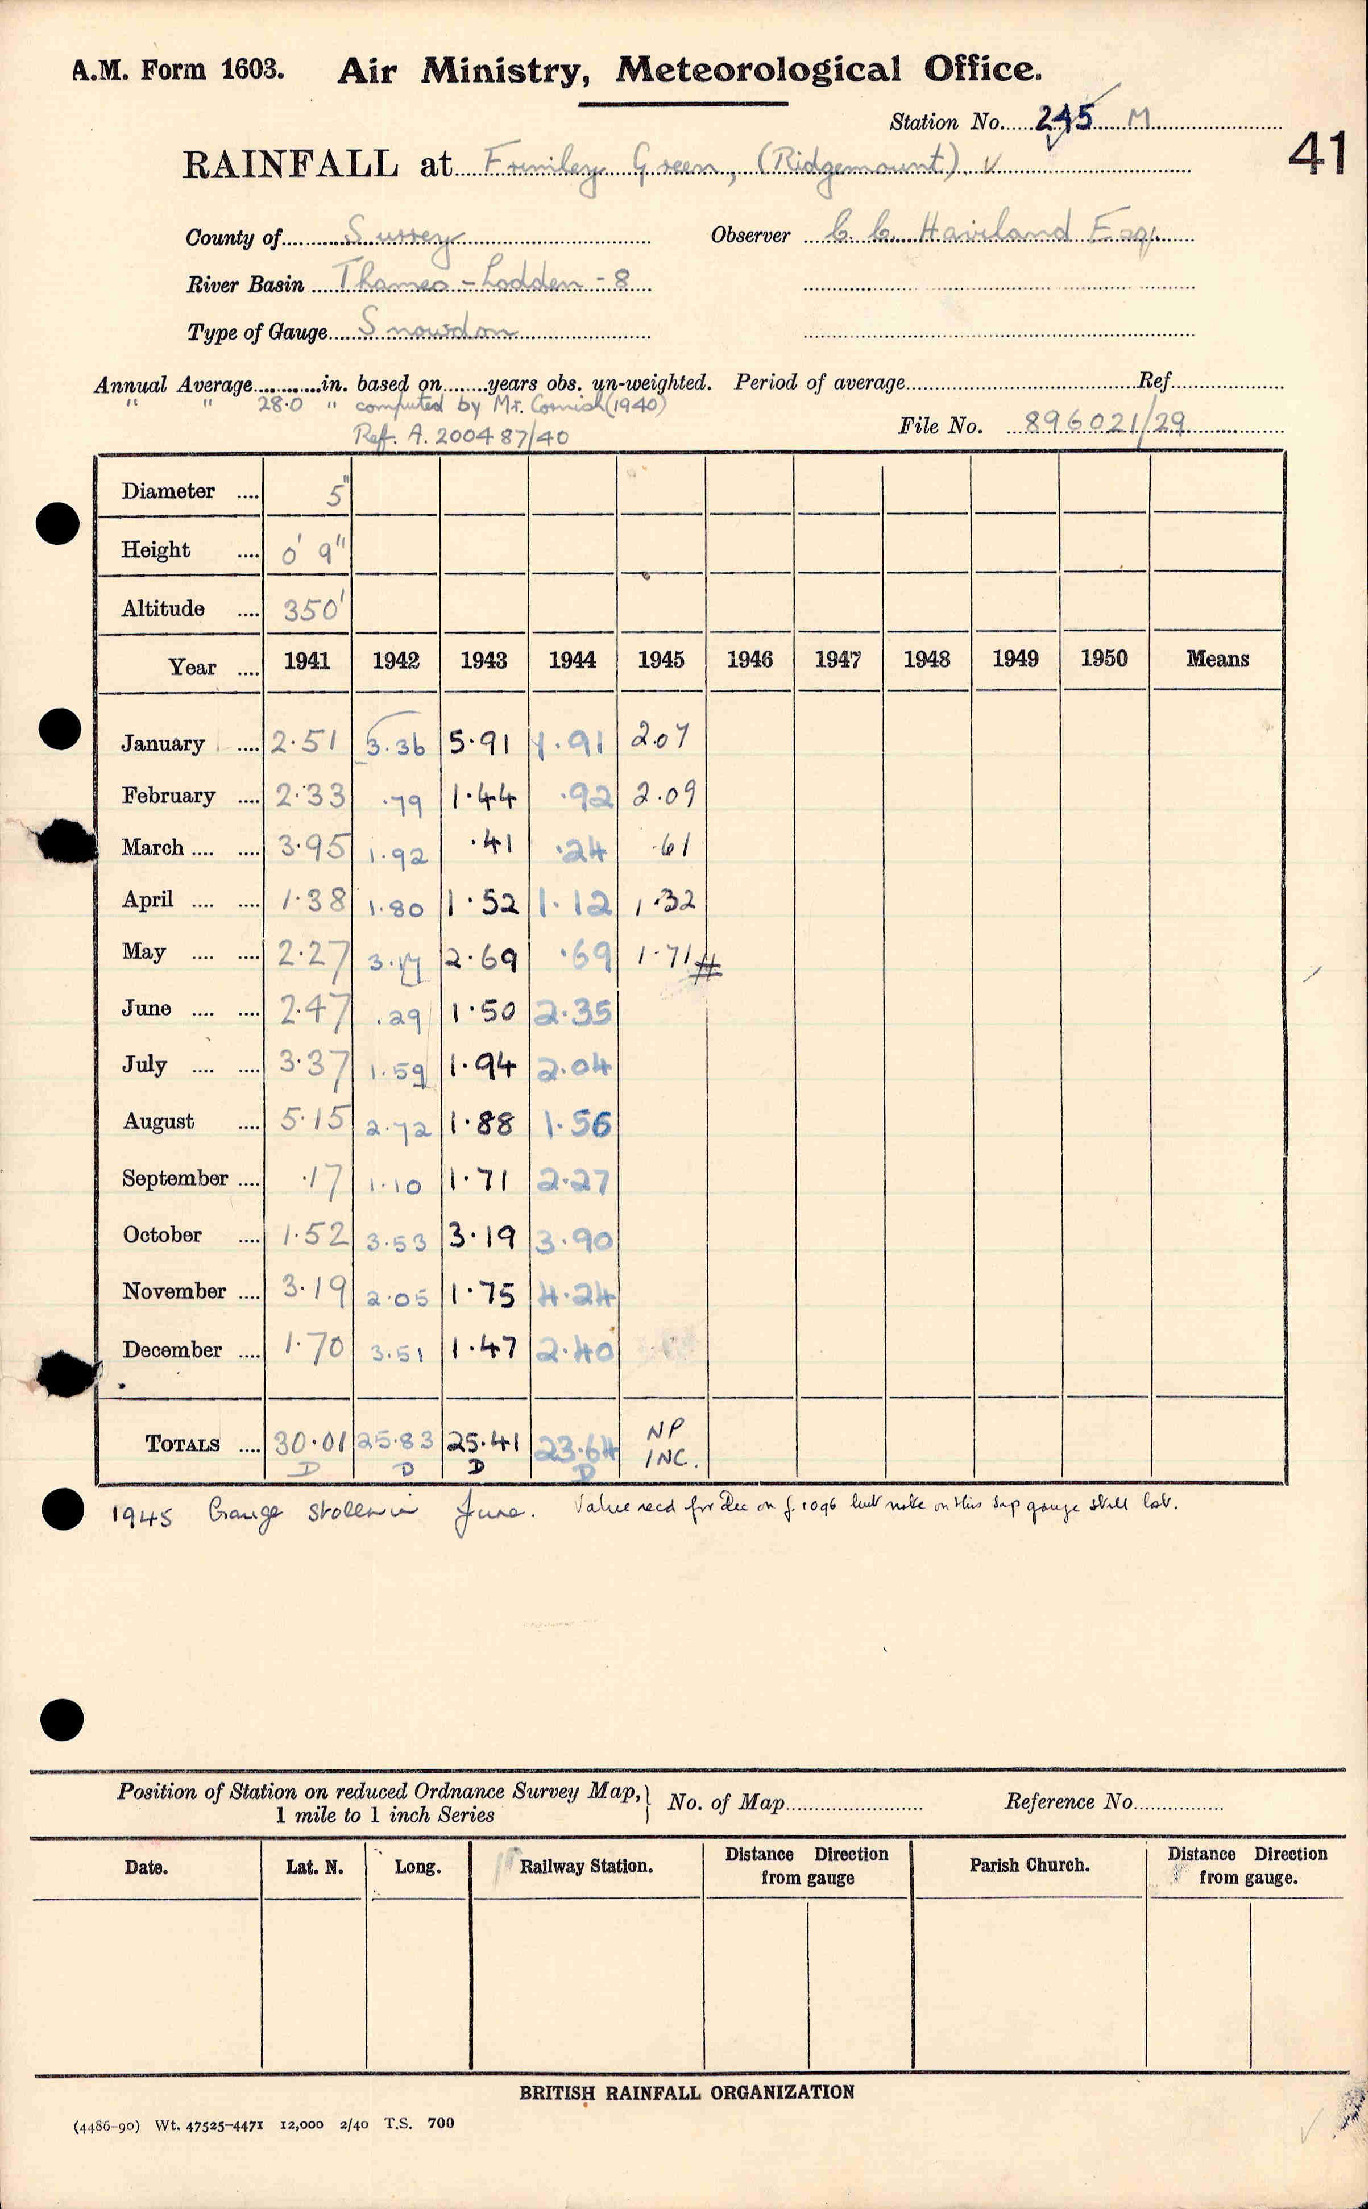 A.M. Form 1603. Air Ministry, Meteorological Office.
Station No. 245 M
41
RAINFALL at Frimley Green, (Ridgemount). ✓
County of Surrey Observer C. C. Haviland Esq.
River Basin Thames - Lodden - 8
Type of Gauge Snowdon
Annual Average in. based on years obs. un-weighted. Period of average Ref.
" " 28.0 " computed by Mr. Cornish (1940)
Ref. A. 200487/40
File No. 896021/29
Diameter .... 5"
Height .... 0' 9"
Altitude .... 350'
Year .... 1941 1942 1943 1944 1945 1946 1947 1948 1949 1950 Means
January .... 2.51 3.36 5.91 1.91 2.07
February .... 2.33 .79 1.44 .92 2.09
March .... .... 3.95 1.92 .41 .24 .61
April .... .... 1.38 1.80 1.52 1.12 1.32
May .... .... 2.27 3.17 2.69 .69 1.71 #
June .... .... 2.47 .29 1.50 2.35
July .... .... 3.37 1.59 1.94 2.04
August .... 5.15 2.72 1.88 1.56
September .... .17 1.10 1.71 2.27
October .... 1.52 3.53 3.19 3.90
November .... 3.19 2.05 1.75 4.24
December .... 1.70 3.51 1.47 2.40
TOTALS .... 30.01 25.83 25.41 23.64 NP INC.
D D D D
1945 Gauge stolen in June. Value recd for Dec on f 1096 but note on this gauge still lost.
Position of Station on reduced Ordnance Survey Map, } No. of Map Reference No.
1 mile to 1 inch Series
Date. Lat. N. Long. Railway Station. Distance Direction from gauge Parish Church. Distance Direction from gauge.
BRITISH RAINFALL ORGANIZATION
(4486-90) Wt. 47525-4471 12,000 2/40 T.S. 700